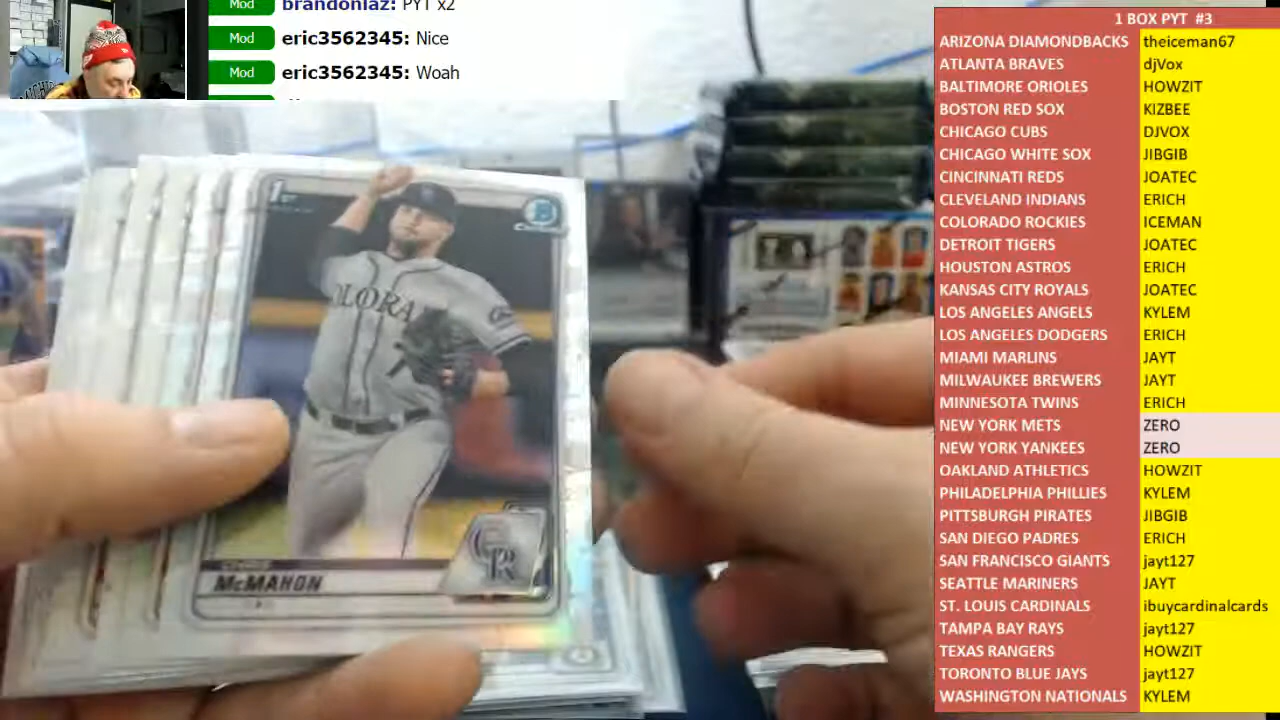 Mod brandonlaz: PYT x2
Mod eric3562345: Nice
Mod eric3562345: Woah
1 BOX PYT #3
ARIZONA DIAMONDBACKS theiceman67
ATLANTA BRAVES djVox
BALTIMORE ORIOLES HOWZIT
BOSTON RED SOX KIZBEE
CHICAGO CUBS DJVOX
CHICAGO WHITE SOX JIBGIB
CINCINNATI REDS JOATEC
CLEVELAND INDIANS ERICH
COLORADO ROCKIES ICEMAN
DETROIT TIGERS JOATEC
HOUSTON ASTROS ERICH
KANSAS CITY ROYALS JOATEC
LOS ANGELES ANGELS KYLEM
LOS ANGELES DODGERS ERICH
MIAMI MARLINS JAYT
MILWAUKEE BREWERS JAYT
MINNESOTA TWINS ERICH
NEW YORK METS ZERO
NEW YORK YANKEES ZERO
OAKLAND ATHLETICS HOWZIT
PHILADELPHIA PHILLIES KYLEM
PITTSBURGH PIRATES JIBGIB
SAN DIEGO PADRES ERICH
SAN FRANCISCO GIANTS jayt127
SEATTLE MARINERS JAYT
ST. LOUIS CARDINALS ibuycardinalcards
TAMPA BAY RAYS jayt127
TEXAS RANGERS HOWZIT
TORONTO BLUE JAYS jayt127
WASHINGTON NATIONALS KYLEM
1ST
B
CR
McMAHON